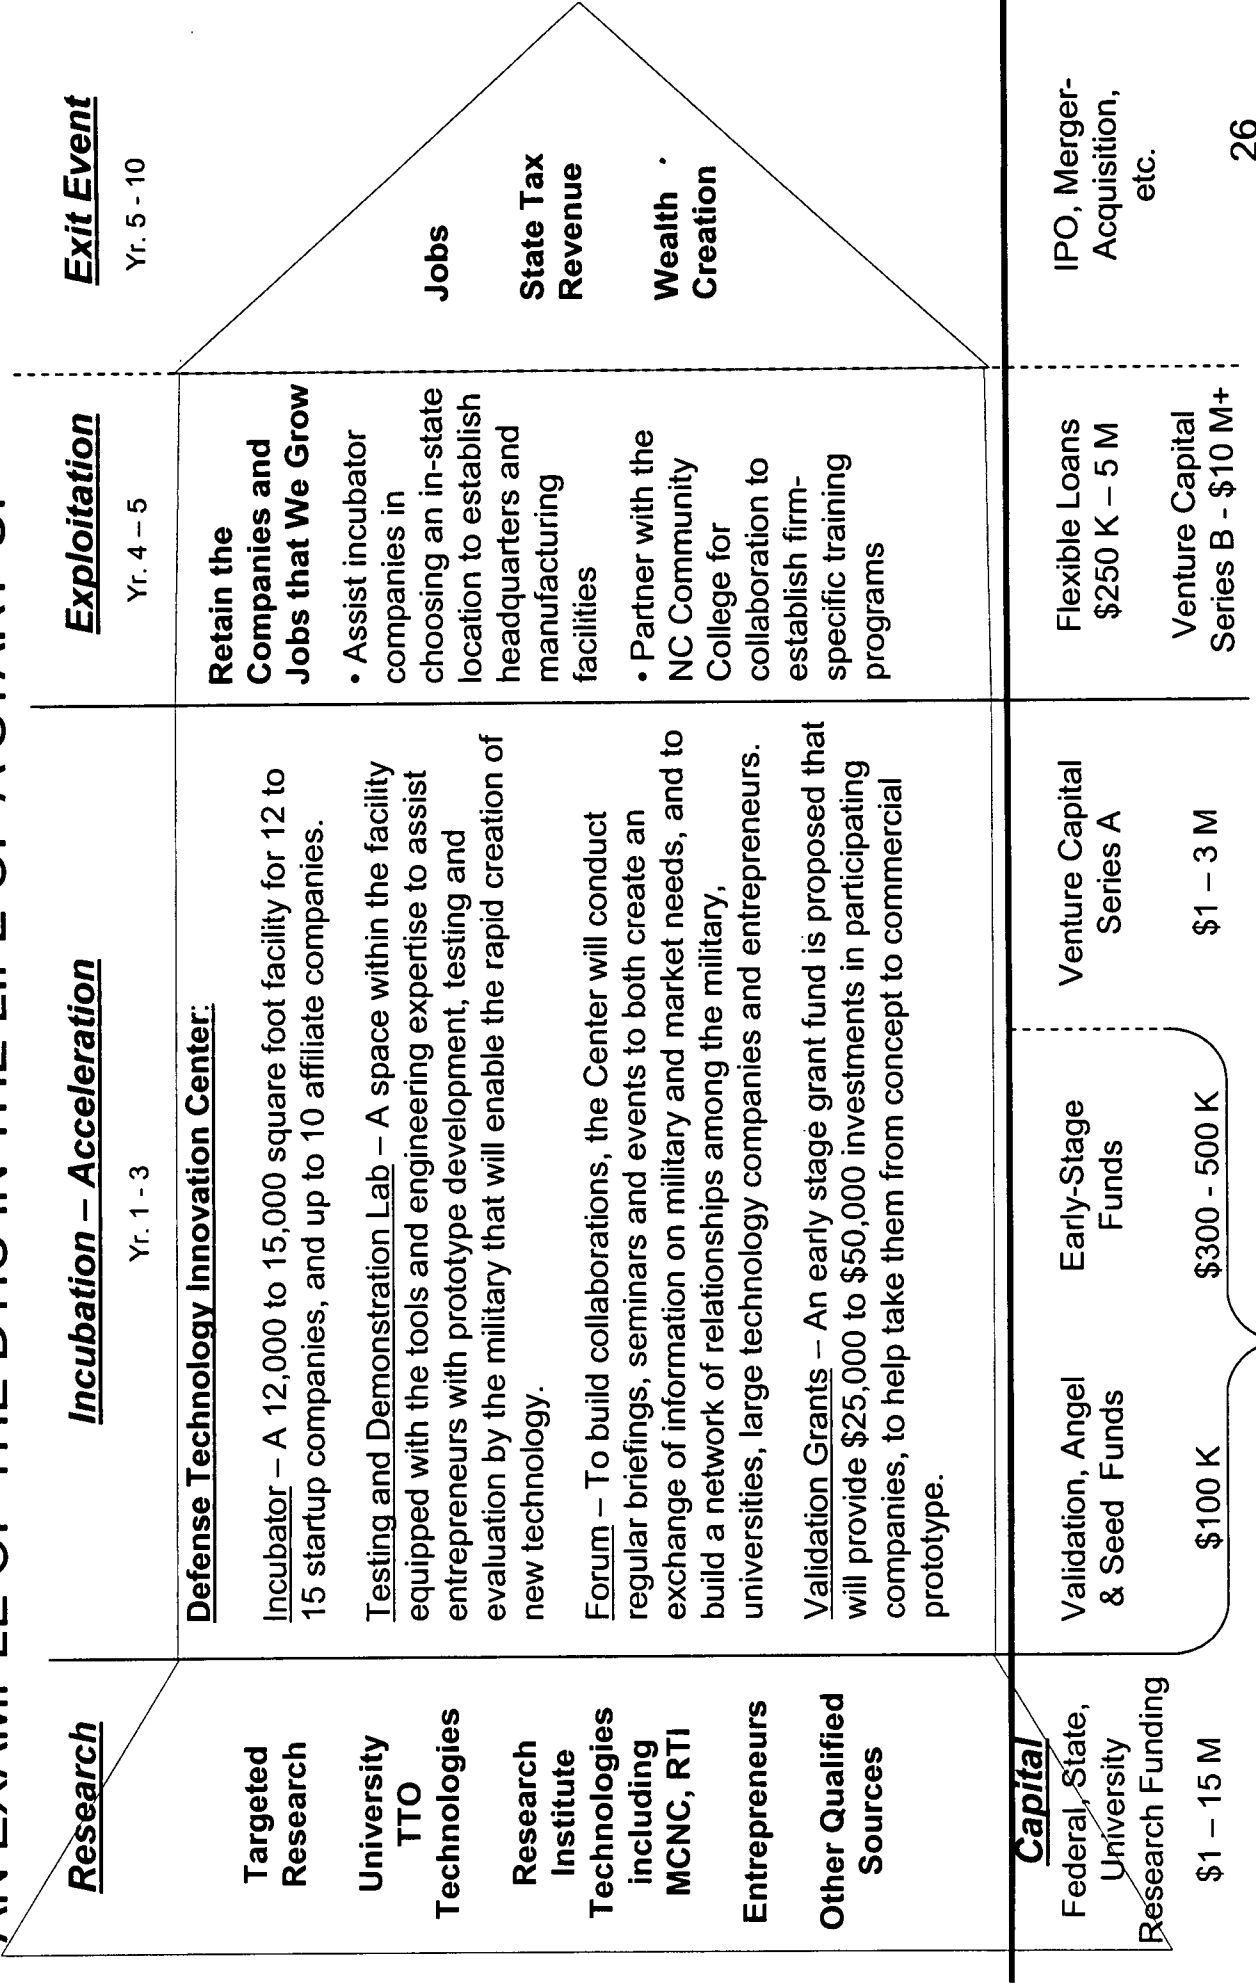 AN EXAMPLE OF THE DTIC IN THE LIFE OF A START UP
Research
Targeted
Research
University
TTO
Technologies
Research
Institute
Technologies
including
MCNC, RTI
Entrepreneurs
Other Qualified
Sources
Incubation – Acceleration
Yr. 1 - 3
Defense Technology Innovation Center:
Incubator – A 12,000 to 15,000 square foot facility for 12 to
15 startup companies, and up to 10 affiliate companies.
Testing and Demonstration Lab – A space within the facility
equipped with the tools and engineering expertise to assist
entrepreneurs with prototype development, testing and
evaluation by the military that will enable the rapid creation of
new technology.
Forum – To build collaborations, the Center will conduct
regular briefings, seminars and events to both create an
exchange of information on military and market needs, and to
build a network of relationships among the military,
universities, large technology companies and entrepreneurs.
Validation Grants – An early stage grant fund is proposed that
will provide $25,000 to $50,000 investments in participating
companies, to help take them from concept to commercial
prototype.
Exploitation
Yr. 4 – 5
Retain the
Companies and
Jobs that We Grow
• Assist incubator
companies in
choosing an in-state
location to establish
headquarters and
manufacturing
facilities
• Partner with the
NC Community
College for
collaboration to
establish firm-
specific training
programs
Exit Event
Yr. 5 - 10
Jobs
State Tax
Revenue
Wealth
Creation
Capital
Federal, State,
University
Research Funding
$1 – 15 M
Validation, Angel
& Seed Funds
$100 K
Early-Stage
Funds
$300 - 500 K
Venture Capital
Series A
$1 – 3 M
Flexible Loans
$250 K – 5 M
Venture Capital
Series B - $10 M+
IPO, Merger-
Acquisition,
etc.
26